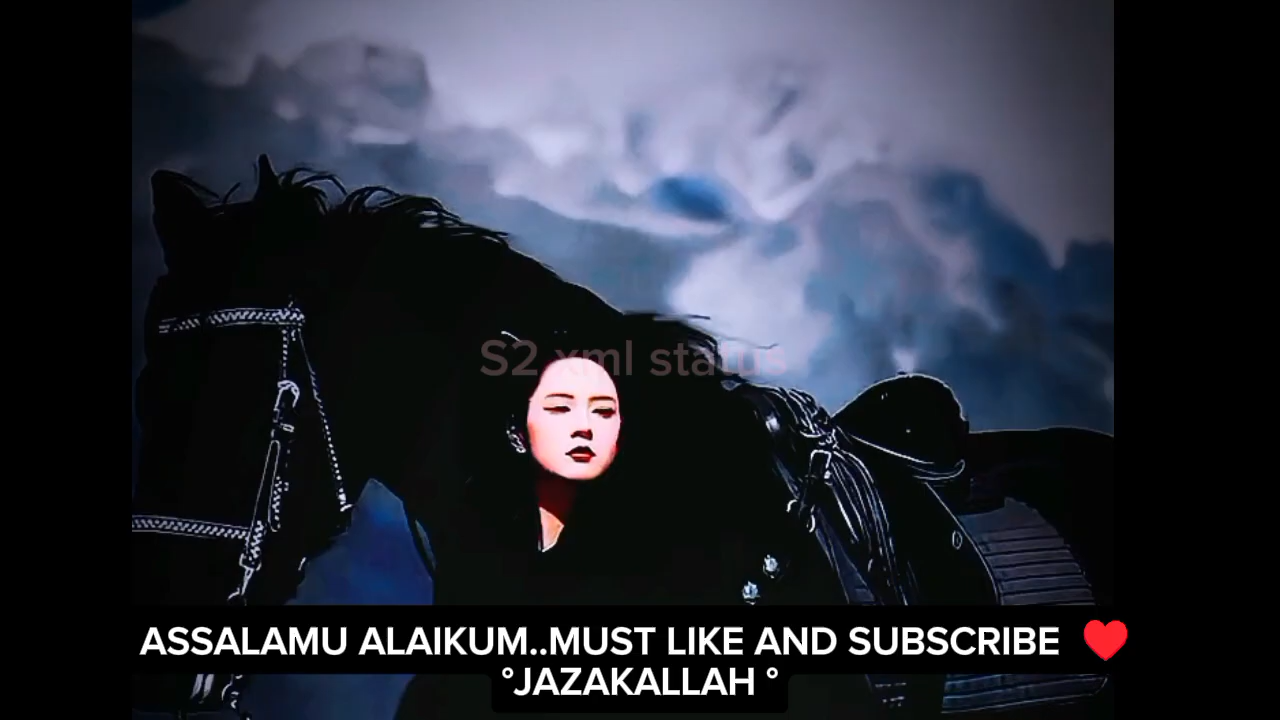 S2 xml status
ASSALAMU ALAIKUM..MUST LIKE AND SUBSCRIBE ♥️
°JAZAKALLAH °